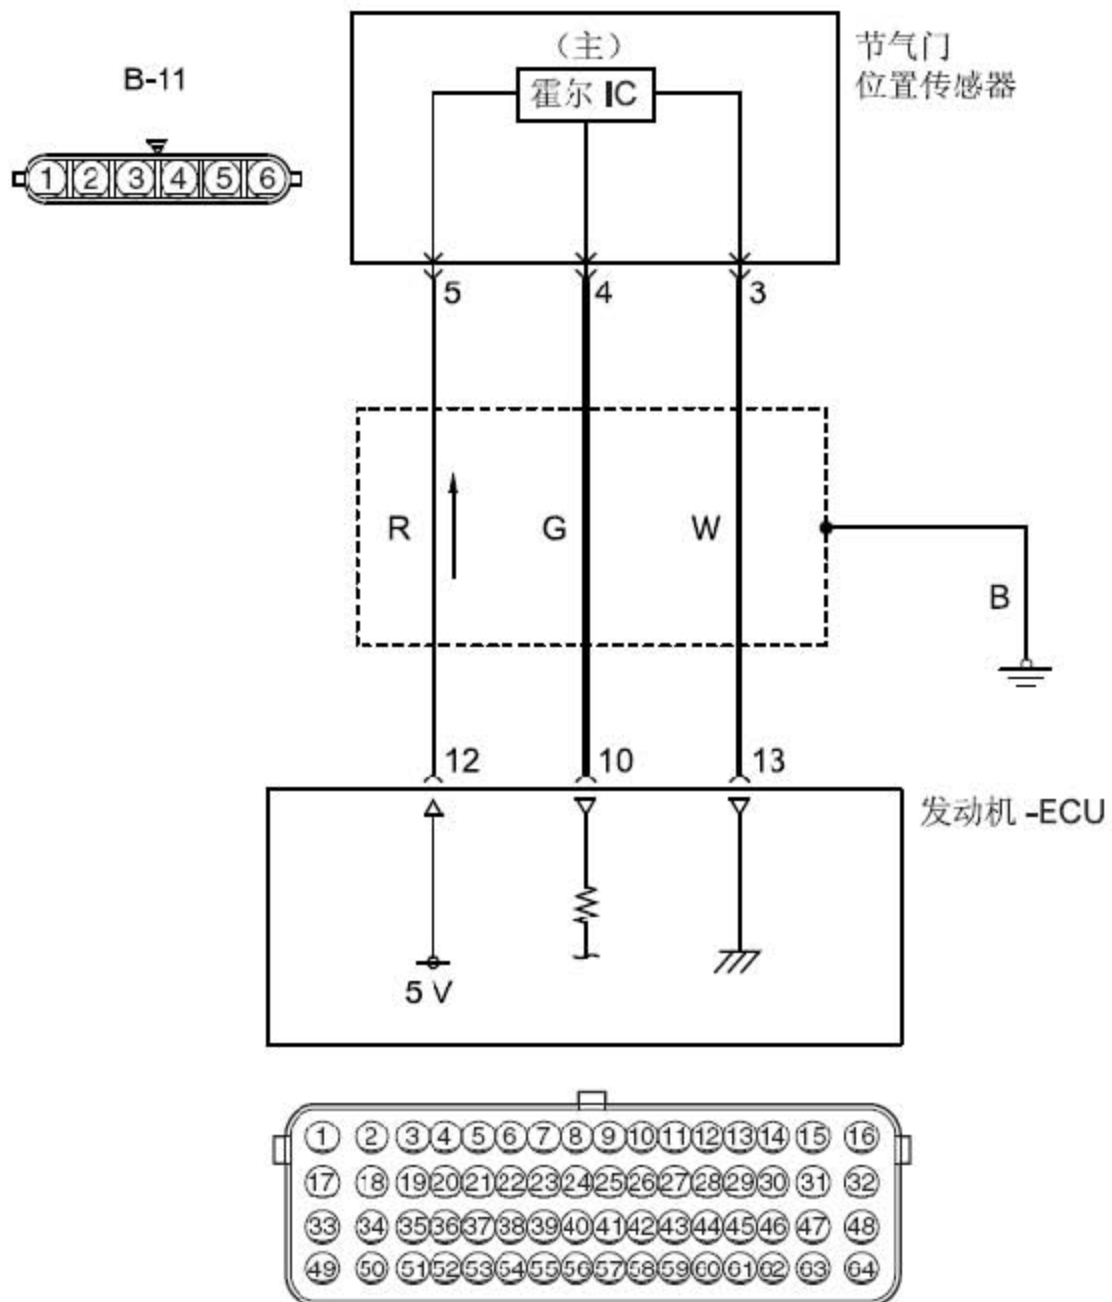 B-11
1 2 3 4 5 6
(主)
霍尔 IC
节气门
位置传感器
5 4 3
R G W
B
12 10 13
发动机 -ECU
5 V
1 2 3 4 5 6 7 8 9 10 11 12 13 14 15 16
17 18 19 20 21 22 23 24 25 26 27 28 29 30 31 32
33 34 35 36 37 38 39 40 41 42 43 44 45 46 47 48
49 50 51 52 53 54 55 56 57 58 59 60 61 62 63 64